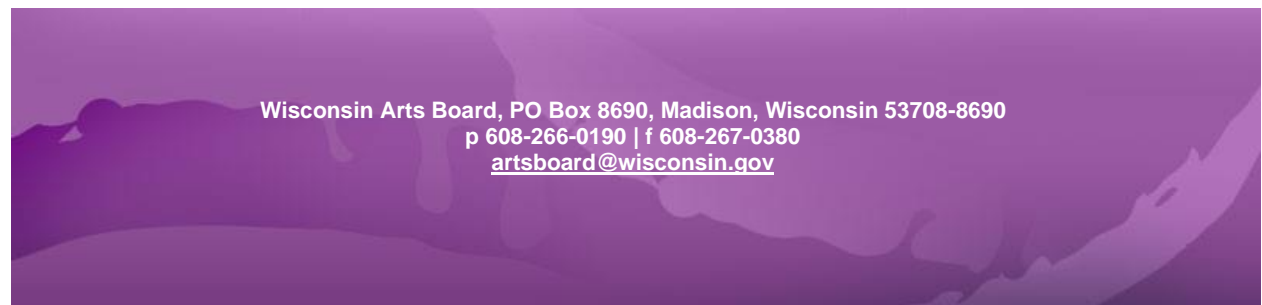 Wisconsin Arts Board, PO Box 8690, Madison, Wisconsin 53708-8690
p 608-266-0190 | f 608-267-0380
artsboard@wisconsin.gov